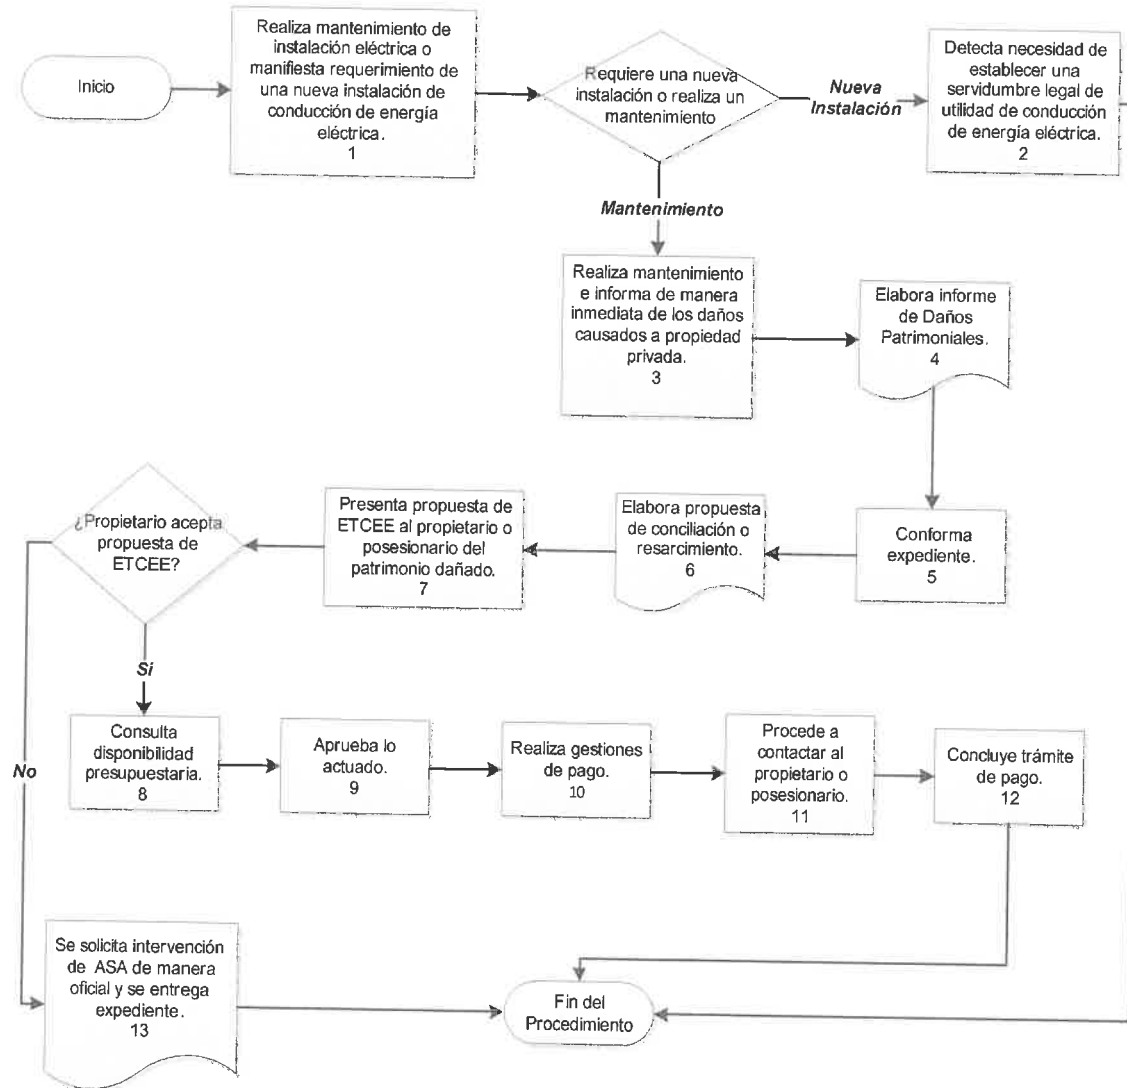 Inicio
Realiza mantenimiento de
instalación eléctrica o
manifiesta requerimiento de
una nueva instalación de
conducción de energía
eléctrica.
1
Requiere una nueva
instalación o realiza un
mantenimiento
Nueva
Instalación
Detecta necesidad de
establecer una
servidumbre legal de
utilidad de conducción
de energía eléctrica.
2
Mantenimiento
Realiza mantenimiento
e informa de manera
inmediata de los daños
causados a propiedad
privada.
3
Elabora informe
de Daños
Patrimoniales.
4
Conforma
expediente.
5
Elabora propuesta
de conciliación o
resarcimiento.
6
Presenta propuesta de
ETCEE al propietario o
posesionario del
patrimonio dañado.
7
¿Propietario acepta
propuesta de
ETCEE?
Si
No
Consulta
disponibilidad
presupuestaria.
8
Aprueba lo
actuado.
9
Realiza gestiones
de pago.
10
Procede a
contactar al
propietario o
posesionario.
11
Concluye trámite
de pago.
12
Se solicita intervención
de ASA de manera
oficial y se entrega
expediente.
13
Fin del
Procedimiento